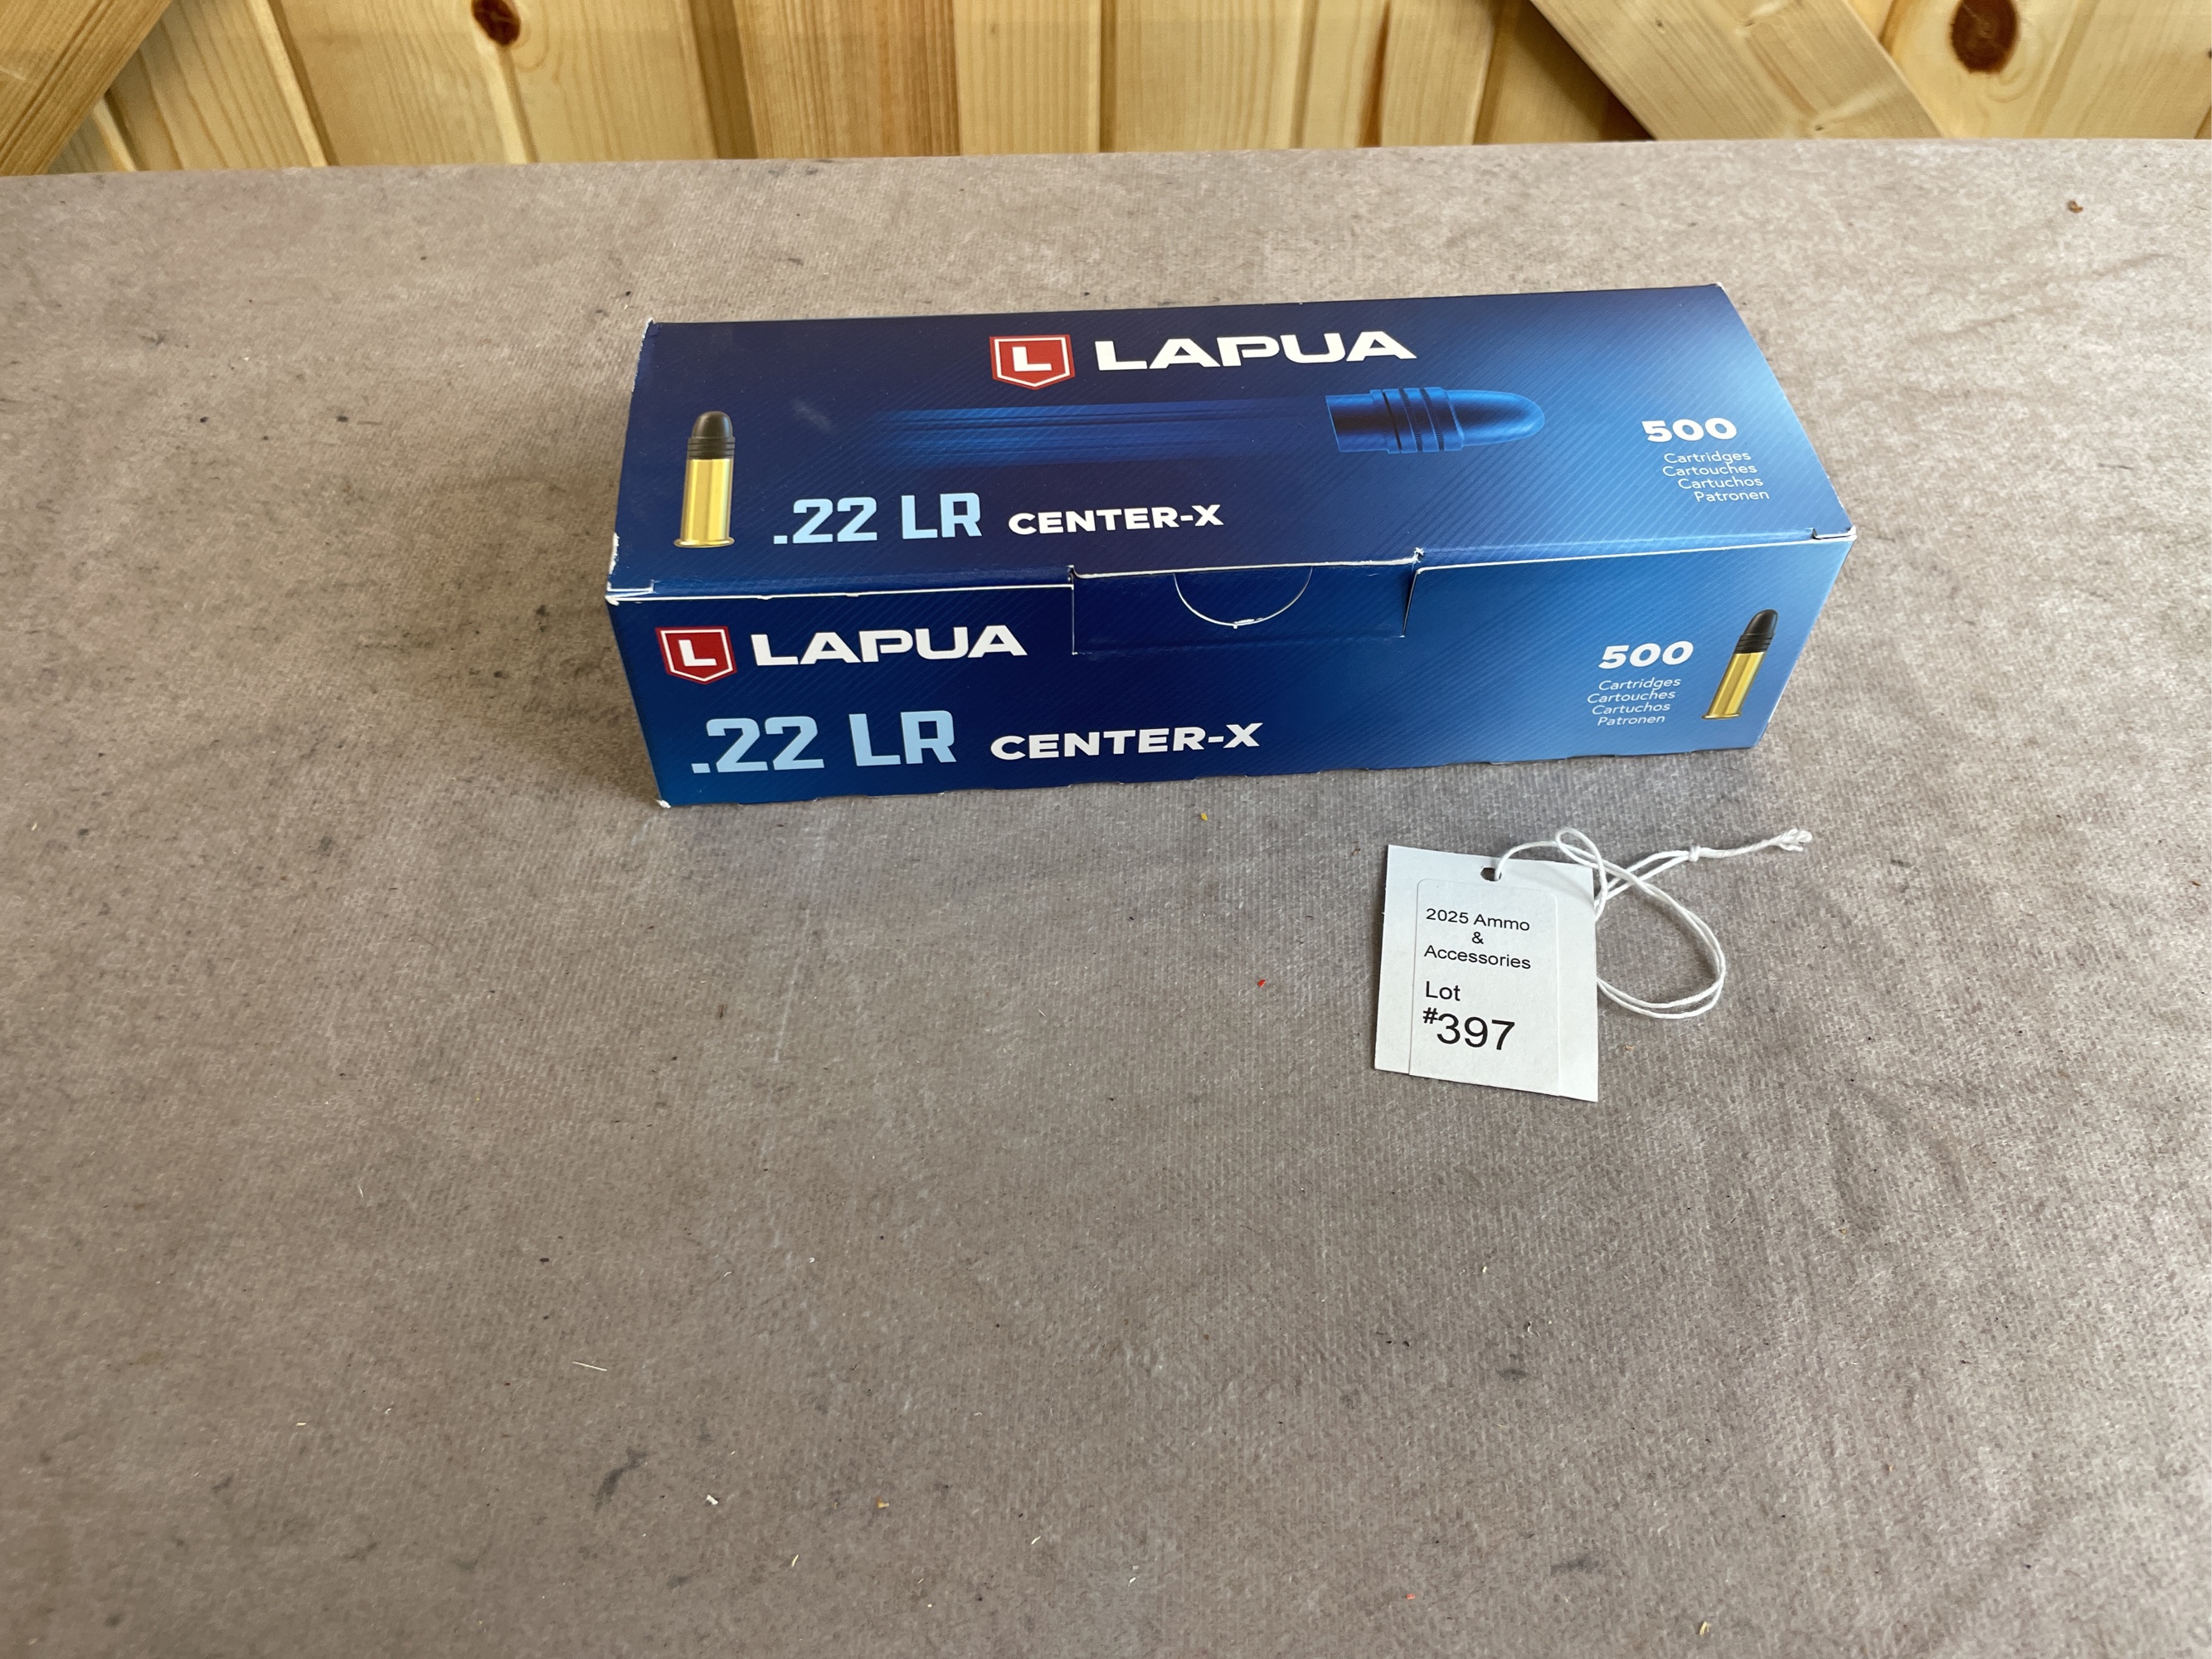 L LAPUA
500
Cartridges
Cartouches
Cartuchos
Patronen
.22 LR CENTER-X
L LAPUA
500
Cartridges
Cartouches
Cartuchos
Patronen
.22 LR CENTER-X
2025 Ammo
&
Accessories
Lot
#397